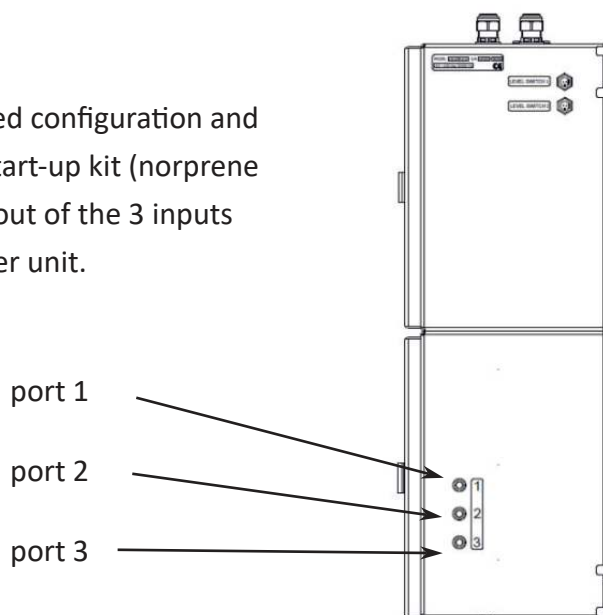 ed configuration and
tart-up kit (norprene
out of the 3 inputs
er unit.
LEVEL SWITCH 1
LEVEL SWITCH 2
port 1
port 2
port 3
1
2
3